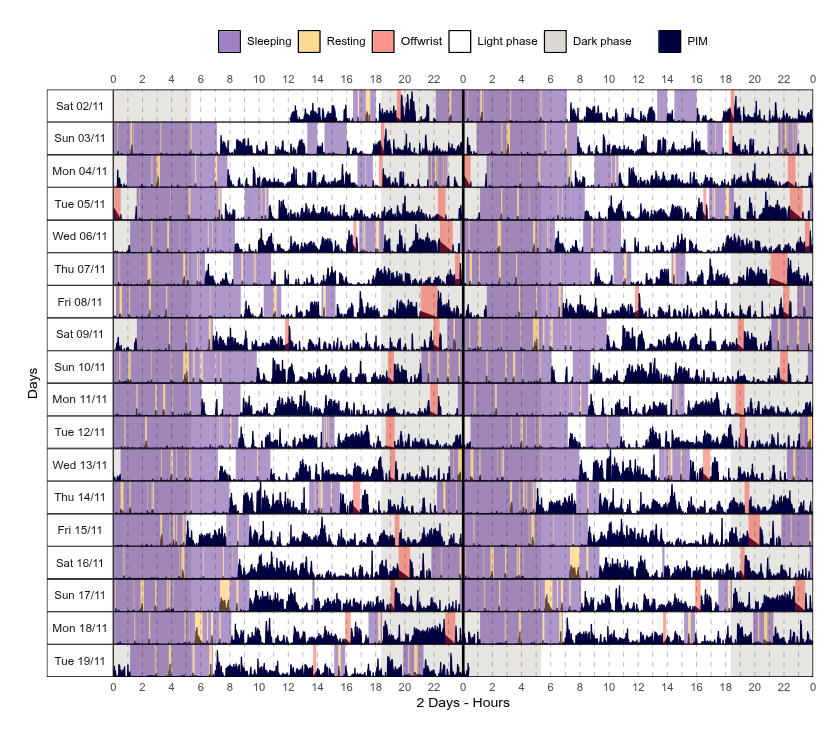 Sleeping Resting Offwrist Light phase Dark phase PIM
0 2 4 6 8 10 12 14 16 18 20 22 0 2 4 6 8 10 12 14 16 18 20 22 0
Sat 02/11
Sun 03/11
Mon 04/11
Tue 05/11
Wed 06/11
Thu 07/11
Fri 08/11
Sat 09/11
Sun 10/11
Mon 11/11
Tue 12/11
Wed 13/11
Thu 14/11
Fri 15/11
Sat 16/11
Sun 17/11
Mon 18/11
Tue 19/11
Days
0 2 4 6 8 10 12 14 16 18 20 22 0 2 4 6 8 10 12 14 16 18 20 22 0
2 Days - Hours